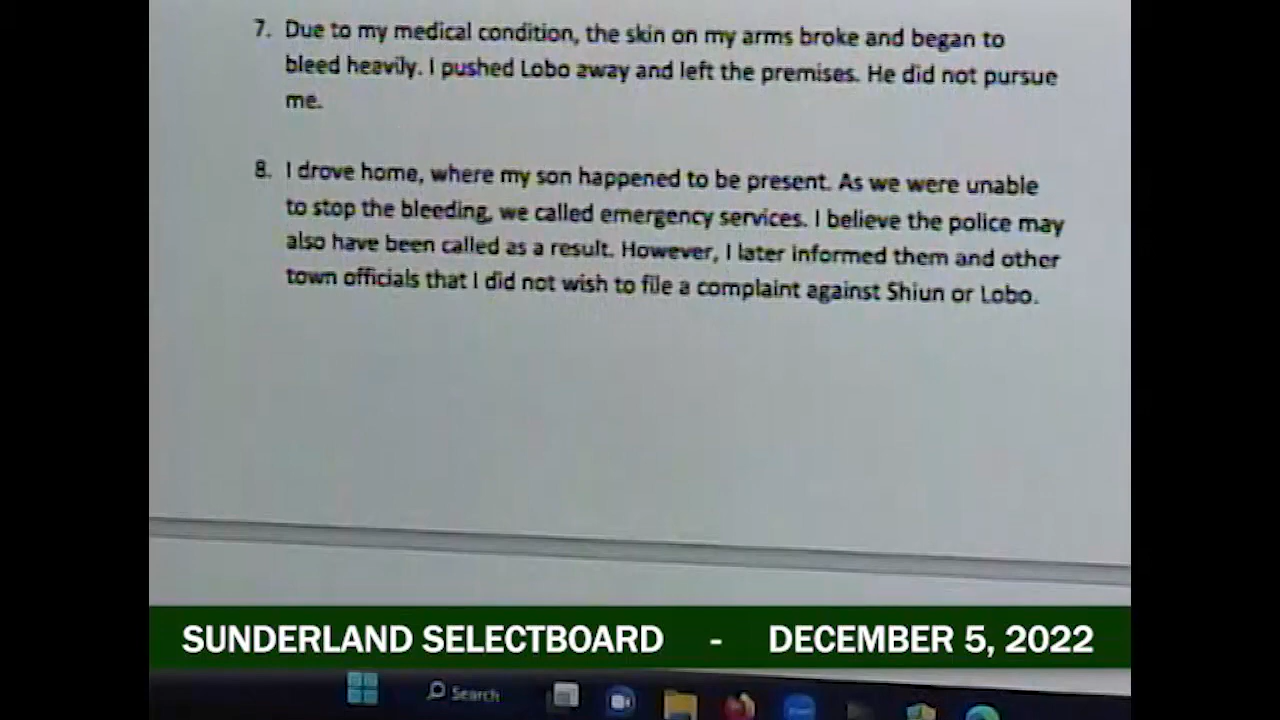 7. Due to my medical condition, the skin on my arms broke and began to
bleed heavily. I pushed Lobo away and left the premises. He did not pursue
me.
8. I drove home, where my son happened to be present. As we were unable
to stop the bleeding, we called emergency services. I believe the police may
also have been called as a result. However, I later informed them and other
town officials that I did not wish to file a complaint against Shiun or Lobo.
SUNDERLAND SELECTBOARD - DECEMBER 5, 2022
Search